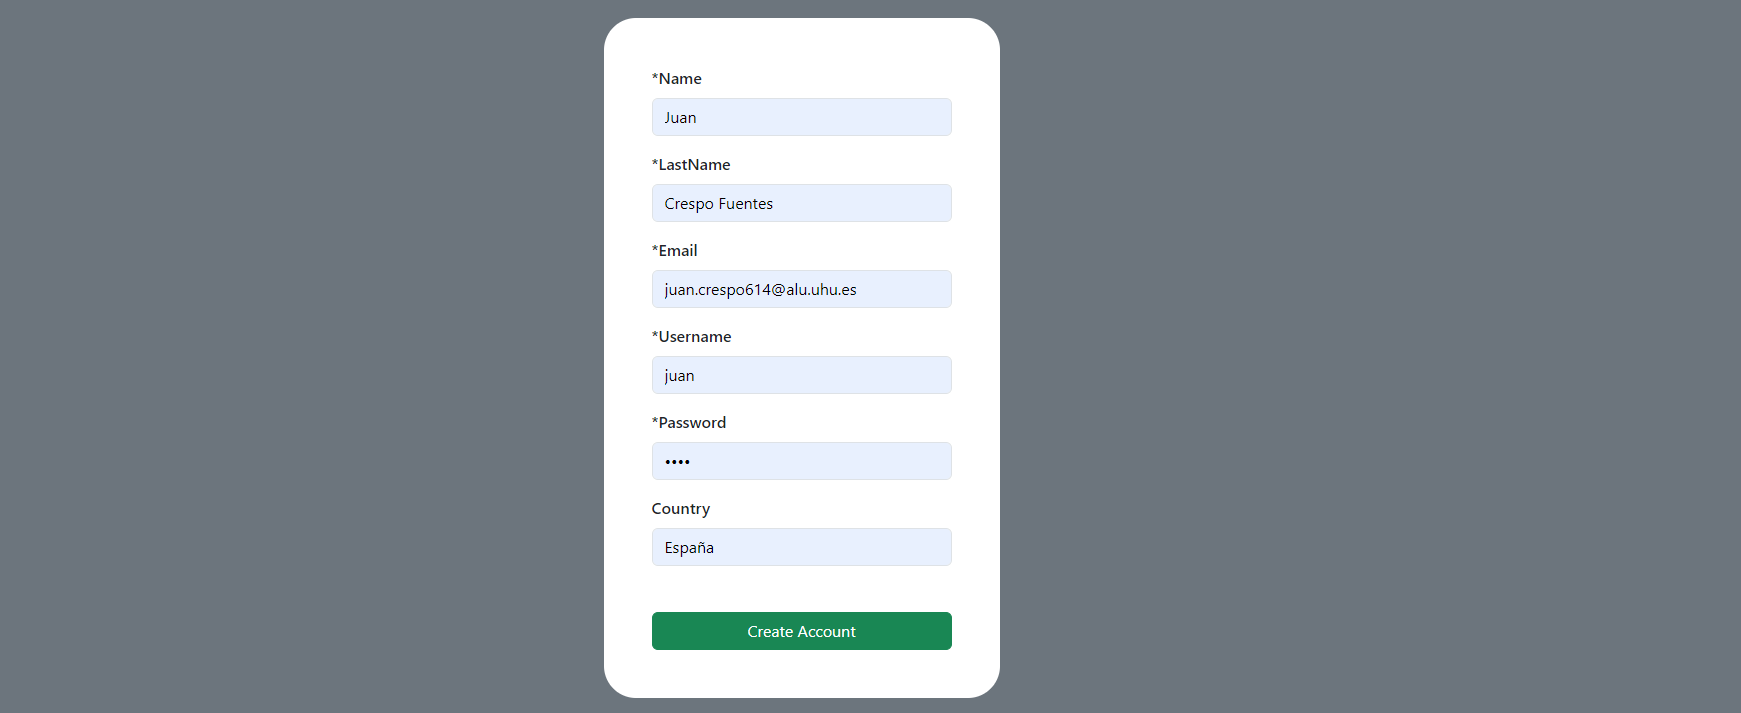 *Name
Juan
*LastName
Crespo Fuentes
*Email
juan.crespo614@alu.uhu.es
*Username
juan
*Password
••••
Country
España
Create Account